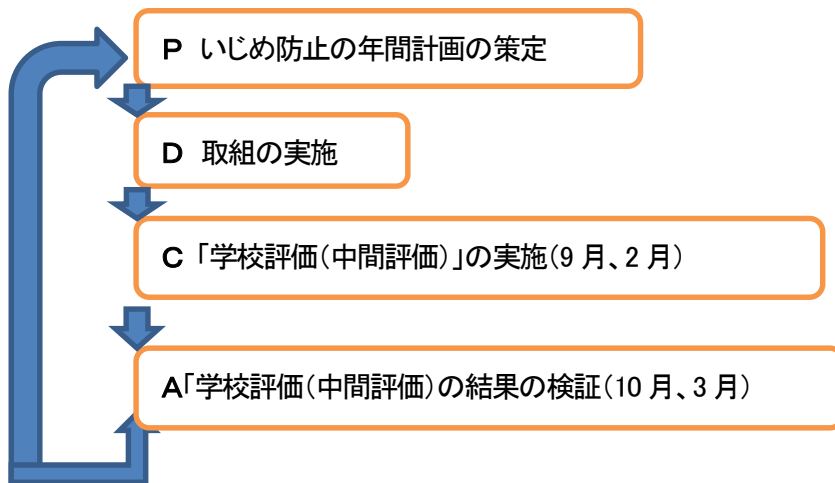 P いじめ防止の年間計画の策定
D 取組の実施
C 「学校評価(中間評価)」の実施(9 月、2 月)
A「学校評価(中間評価)の結果の検証(10 月、3 月)